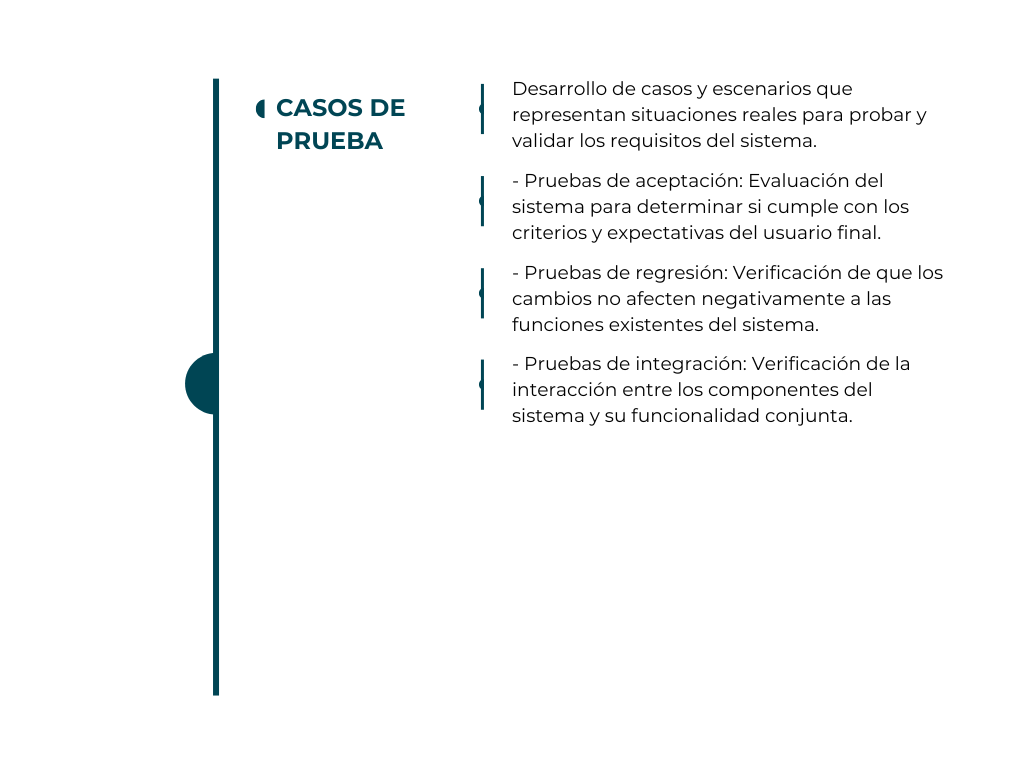 CASOS DE
PRUEBA
Desarrollo de casos y escenarios que
representan situaciones reales para probar y
validar los requisitos del sistema.
- Pruebas de aceptación: Evaluación del
sistema para determinar si cumple con los
criterios y expectativas del usuario final.
- Pruebas de regresión: Verificación de que los
cambios no afecten negativamente a las
funciones existentes del sistema.
- Pruebas de integración: Verificación de la
interacción entre los componentes del
sistema y su funcionalidad conjunta.